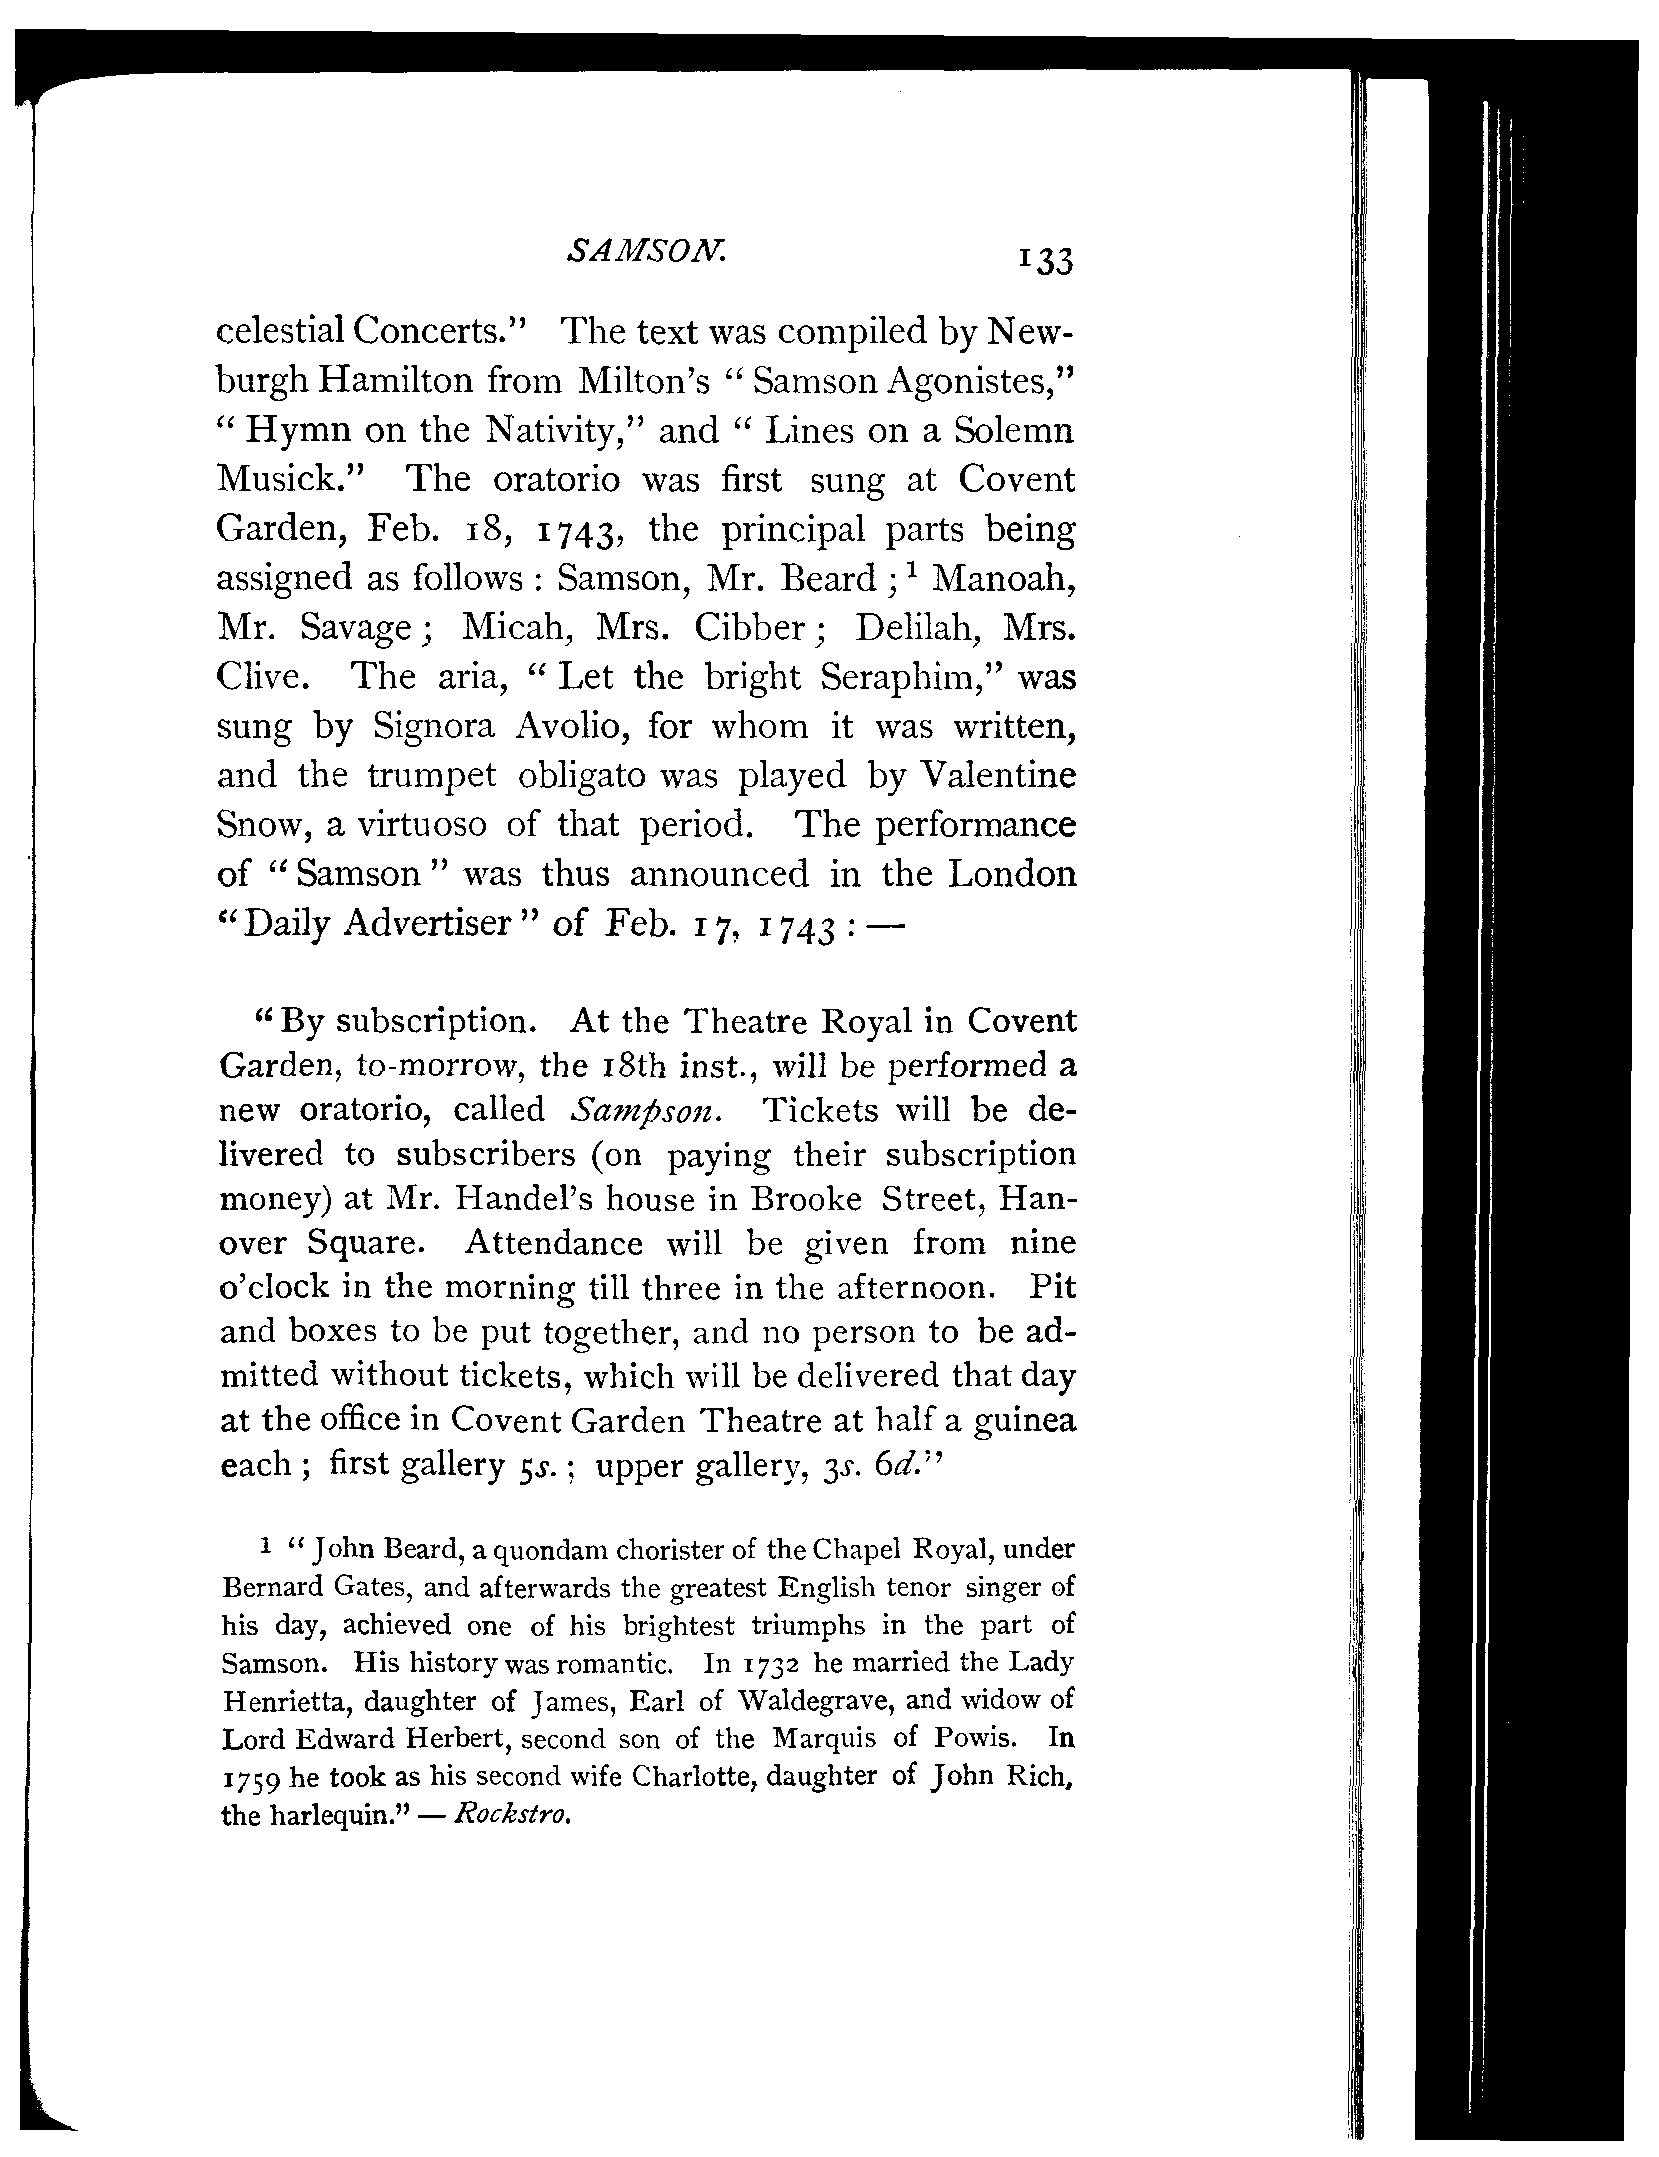 SAMSON. 133
celestial Concerts." The text was compiled by New-
burgh Hamilton from Milton's "Samson Agonistes,"
"Hymn on the Nativity," and "Lines on a Solemn
Musick." The oratorio was first sung at Covent
Garden, Feb. 18, 1743, the principal parts being
assigned as follows : Samson, Mr. Beard ;¹ Manoah,
Mr. Savage ; Micah, Mrs. Cibber ; Delilah, Mrs.
Clive. The aria, "Let the bright Seraphim," was
sung by Signora Avolio, for whom it was written,
and the trumpet obligato was played by Valentine
Snow, a virtuoso of that period. The performance
of "Samson" was thus announced in the London
"Daily Advertiser" of Feb. 17, 1743 : —
"By subscription. At the Theatre Royal in Covent
Garden, to-morrow, the 18th inst., will be performed a
new oratorio, called Sampson. Tickets will be de-
livered to subscribers (on paying their subscription
money) at Mr. Handel's house in Brooke Street, Han-
over Square. Attendance will be given from nine
o'clock in the morning till three in the afternoon. Pit
and boxes to be put together, and no person to be ad-
mitted without tickets, which will be delivered that day
at the office in Covent Garden Theatre at half a guinea
each ; first gallery 5s. ; upper gallery, 3s. 6d."
¹ "John Beard, a quondam chorister of the Chapel Royal, under
Bernard Gates, and afterwards the greatest English tenor singer of
his day, achieved one of his brightest triumphs in the part of
Samson. His history was romantic. In 1732 he married the Lady
Henrietta, daughter of James, Earl of Waldegrave, and widow of
Lord Edward Herbert, second son of the Marquis of Powis. In
1759 he took as his second wife Charlotte, daughter of John Rich,
the harlequin." — Rockstro.